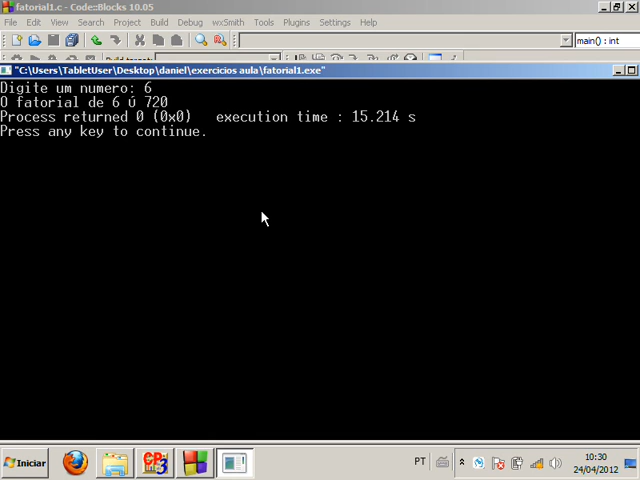 fatorial1.c - Code::Blocks 10.05
File Edit View Search Project Build Debug wxSmith Tools Plugins Settings Help
main() : int
Build target:
"C:\Users\TabletUser\Desktop\daniel\exercicios aula\fatorial1.exe"
Digite um numero: 6
O fatorial de 6 ú 720
Process returned 0 (0x0)   execution time : 15.214 s
Press any key to continue.
Iniciar
PT
10:30
24/04/2012